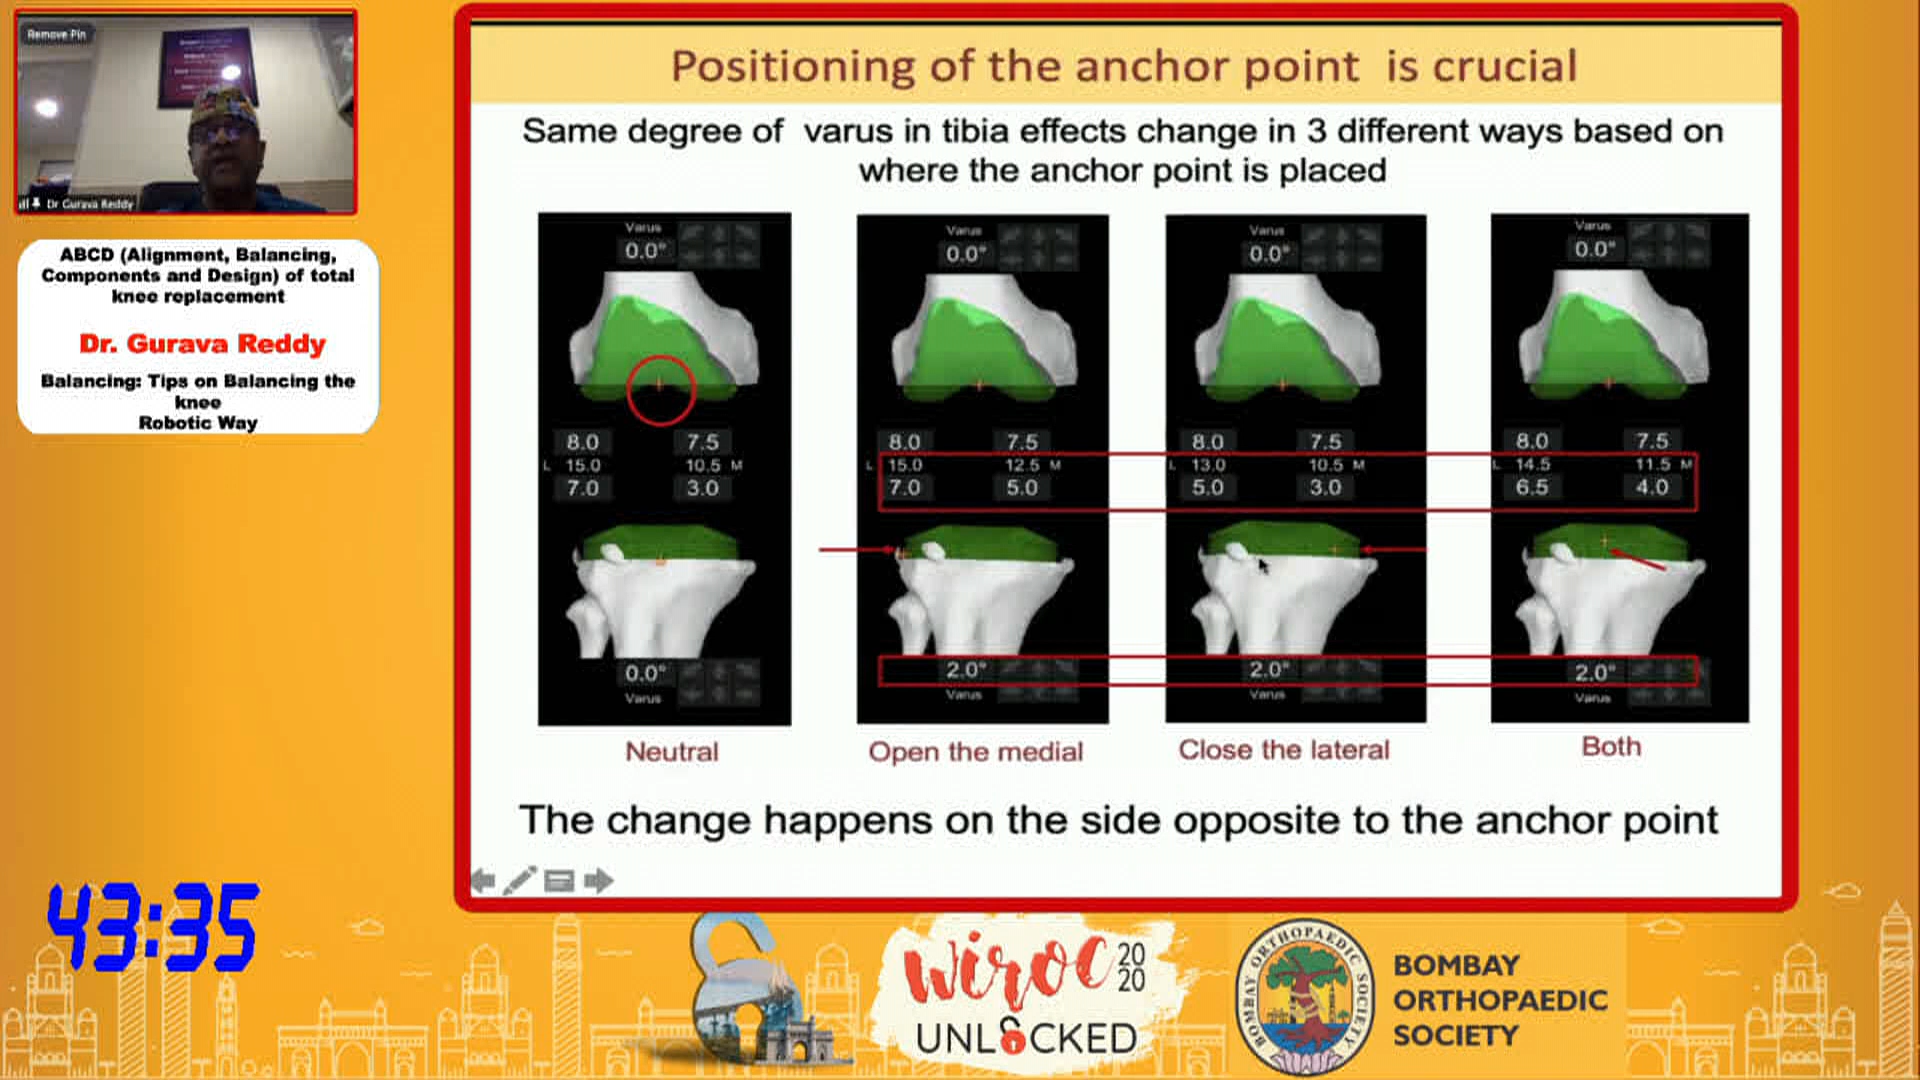 Remove Pin
Dr Gurava Reddy
ABCD (Alignment, Balancing,
Components and Design) of total
knee replacement
Dr. Gurava Reddy
Balancing: Tips on Balancing the
knee
Robotic Way
43:35
Positioning of the anchor point is crucial
Same degree of varus in tibia effects change in 3 different ways based on
where the anchor point is placed
Varus
0.0°
8.0 7.5
L 15.0 10.5 M
7.0 3.0
0.0°
Varus
Neutral
Varus
0.0°
8.0 7.5
L 15.0 12.5 M
7.0 5.0
2.0°
Varus
Open the medial
Varus
0.0°
8.0 7.5
L 13.0 10.5 M
5.0 3.0
2.0°
Varus
Close the lateral
Varus
0.0°
8.0 7.5
L 14.5 11.5 M
6.5 4.0
2.0°
Varus
Both
The change happens on the side opposite to the anchor point
wiroc 20
20
UNLOCKED
BOMBAY ORTHOPAEDIC SOCIETY
BOMBAY
ORTHOPAEDIC
SOCIETY